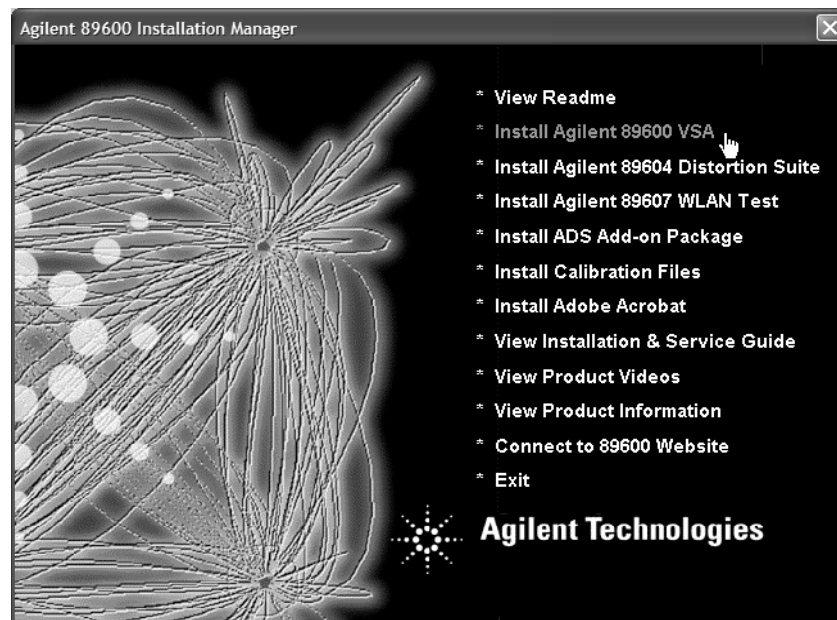 Agilent 89600 Installation Manager
* View Readme
* Install Agilent 89600 VSA
* Install Agilent 89604 Distortion Suite
* Install Agilent 89607 WLAN Test
* Install ADS Add-on Package
* Install Calibration Files
* Install Adobe Acrobat
* View Installation & Service Guide
* View Product Videos
* View Product Information
* Connect to 89600 Website
* Exit
Agilent Technologies